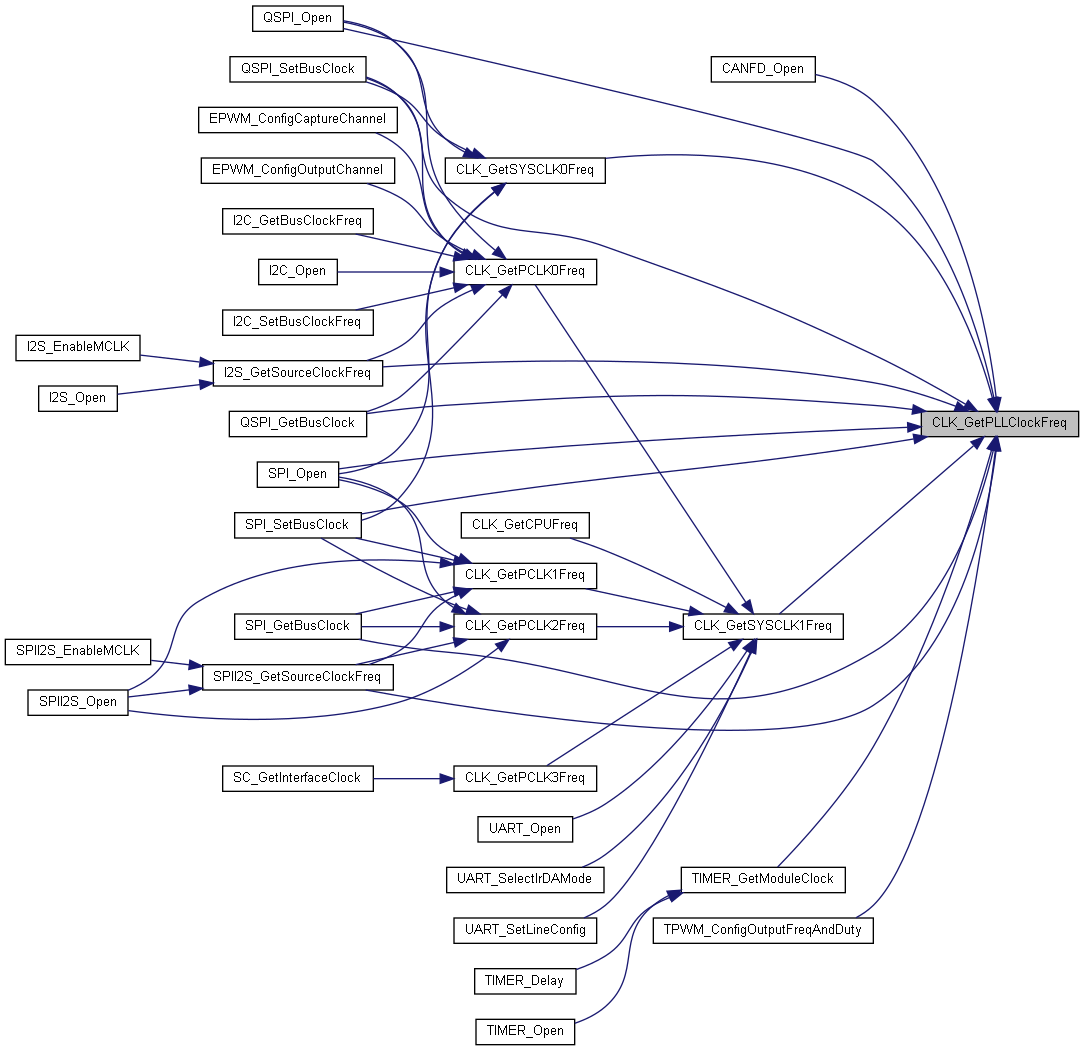 QSPI_Open
CANFD_Open
QSPI_SetBusClock
EPWM_ConfigCaptureChannel
EPWM_ConfigOutputChannel
CLK_GetSYSCLK0Freq
I2C_GetBusClockFreq
I2C_Open
CLK_GetPCLK0Freq
I2C_SetBusClockFreq
I2S_EnableMCLK
I2S_GetSourceClockFreq
I2S_Open
QSPI_GetBusClock
CLK_GetPLLClockFreq
SPI_Open
SPI_SetBusClock
CLK_GetCPUFreq
CLK_GetPCLK1Freq
SPI_GetBusClock
CLK_GetPCLK2Freq
CLK_GetSYSCLK1Freq
SPII2S_EnableMCLK
SPII2S_GetSourceClockFreq
SPII2S_Open
SC_GetInterfaceClock
CLK_GetPCLK3Freq
UART_Open
UART_SelectIrDAMode
TIMER_GetModuleClock
UART_SetLineConfig
TPWM_ConfigOutputFreqAndDuty
TIMER_Delay
TIMER_Open